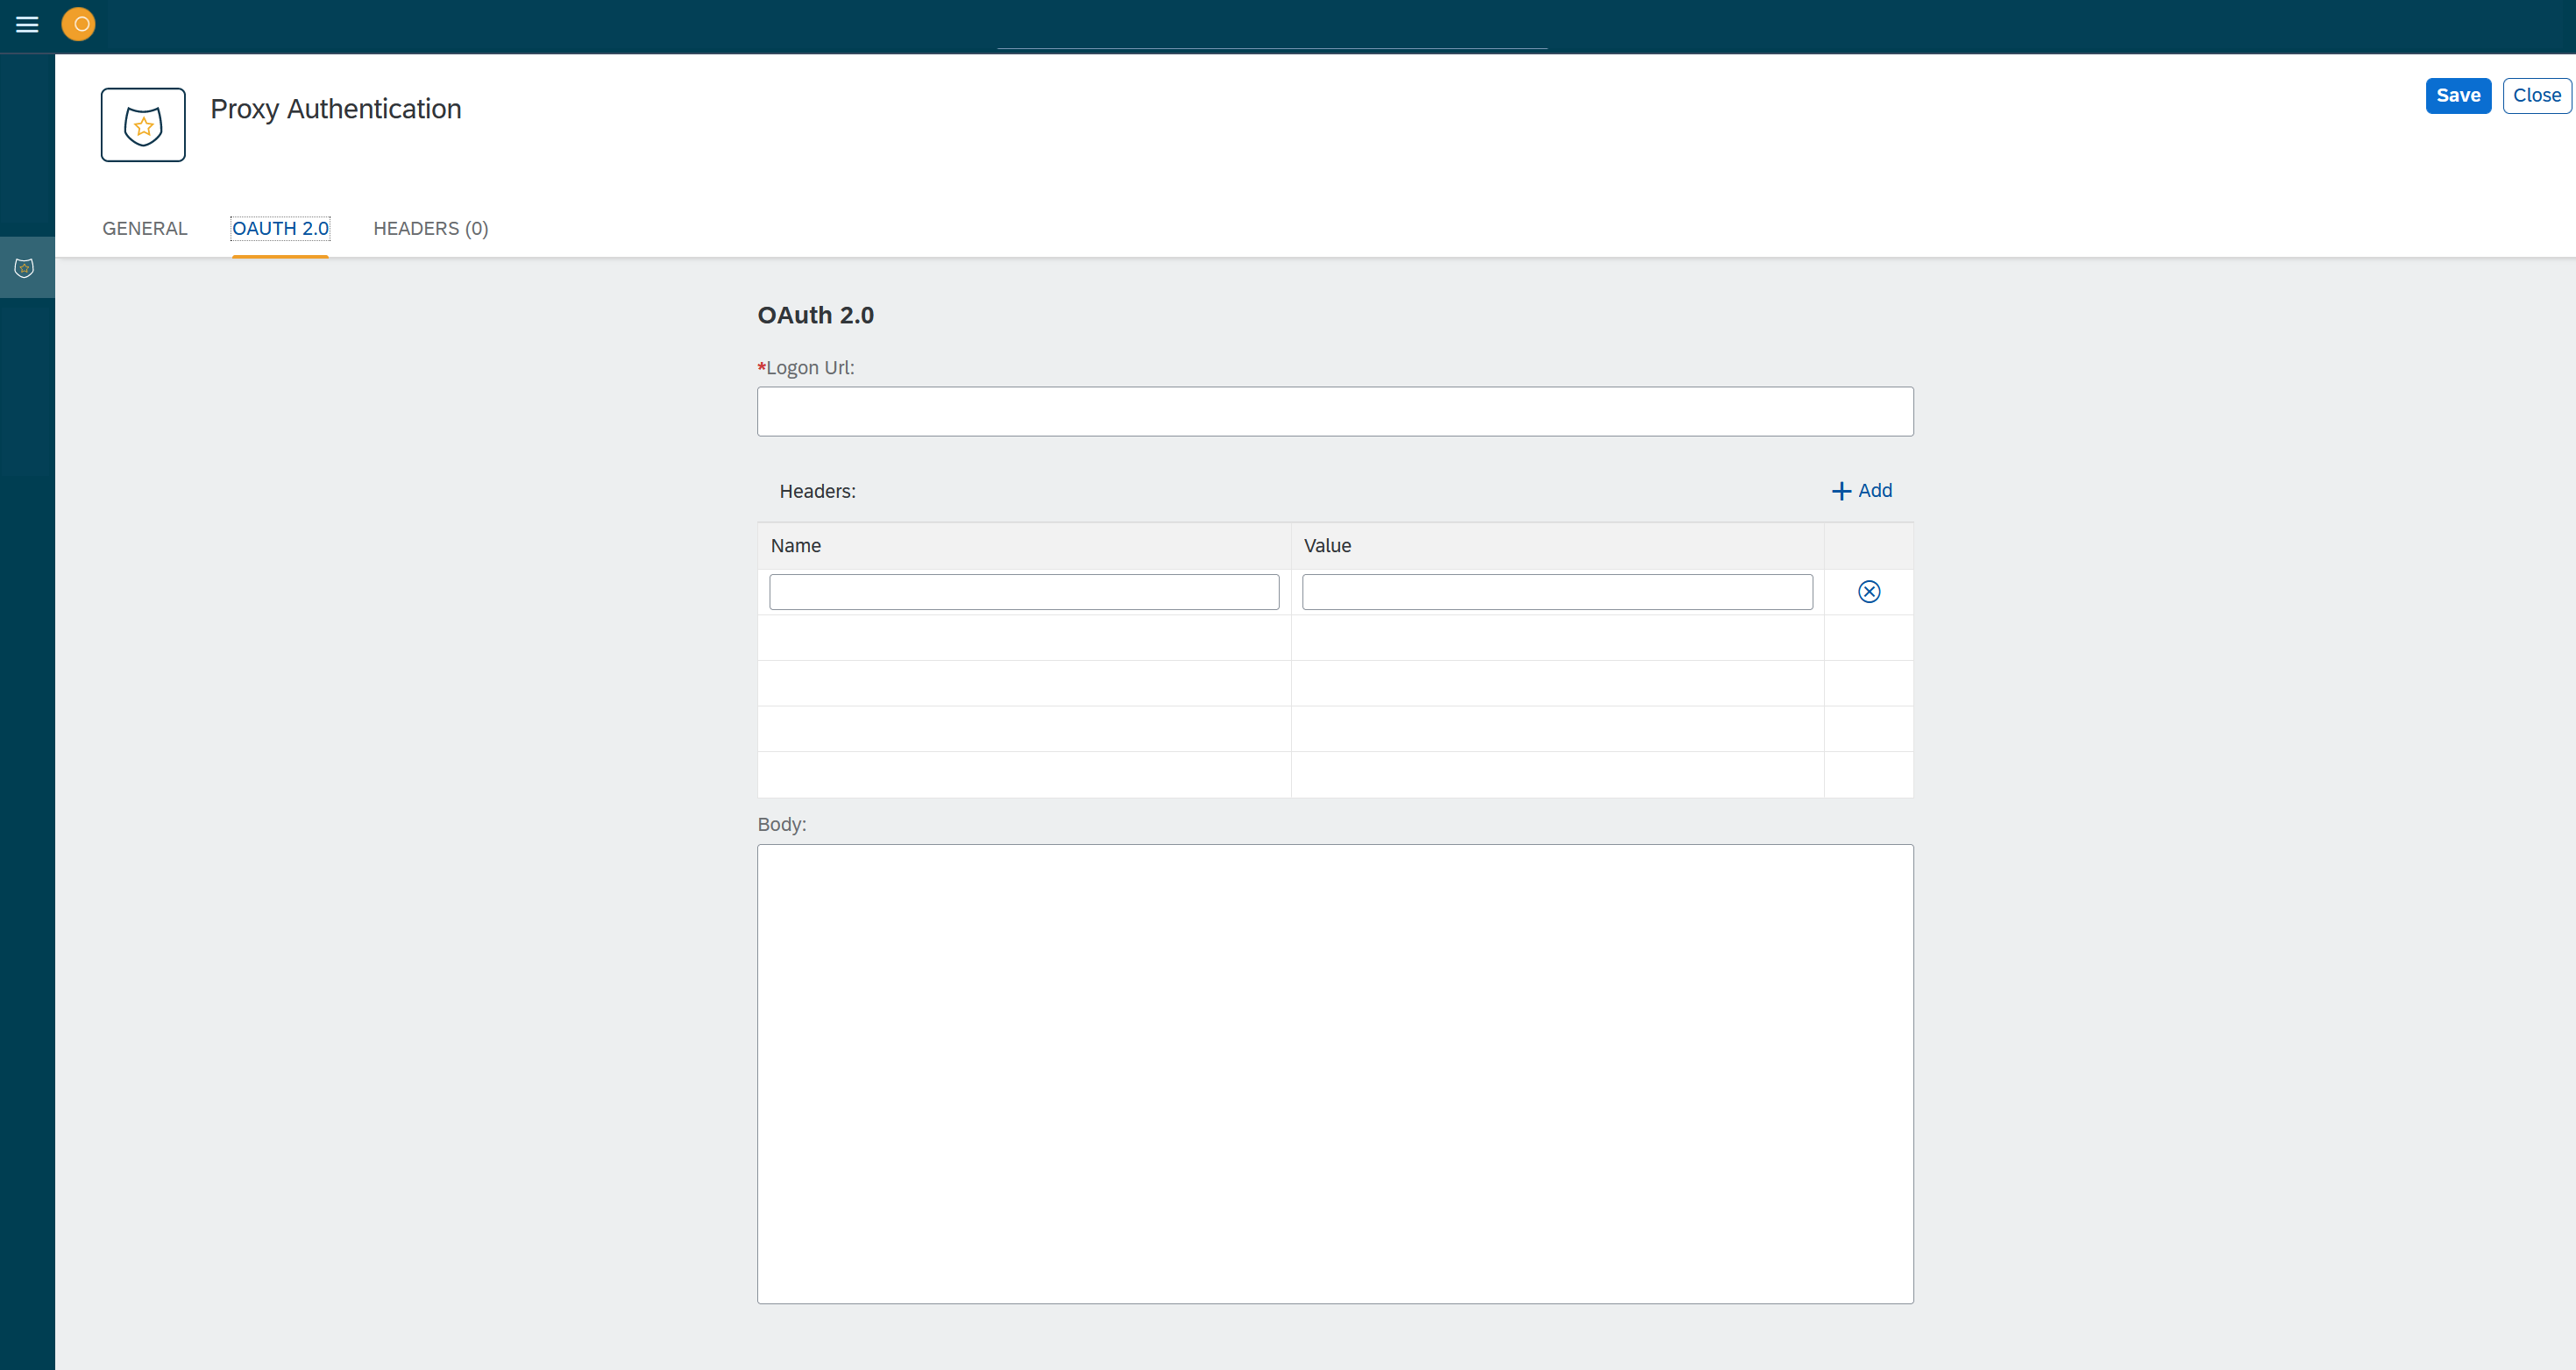 Proxy Authentication
Save
Close
GENERAL
OAUTH 2.0
HEADERS (0)
OAuth 2.0
*Logon Url:
Headers:
Add
Name
Value
Body: